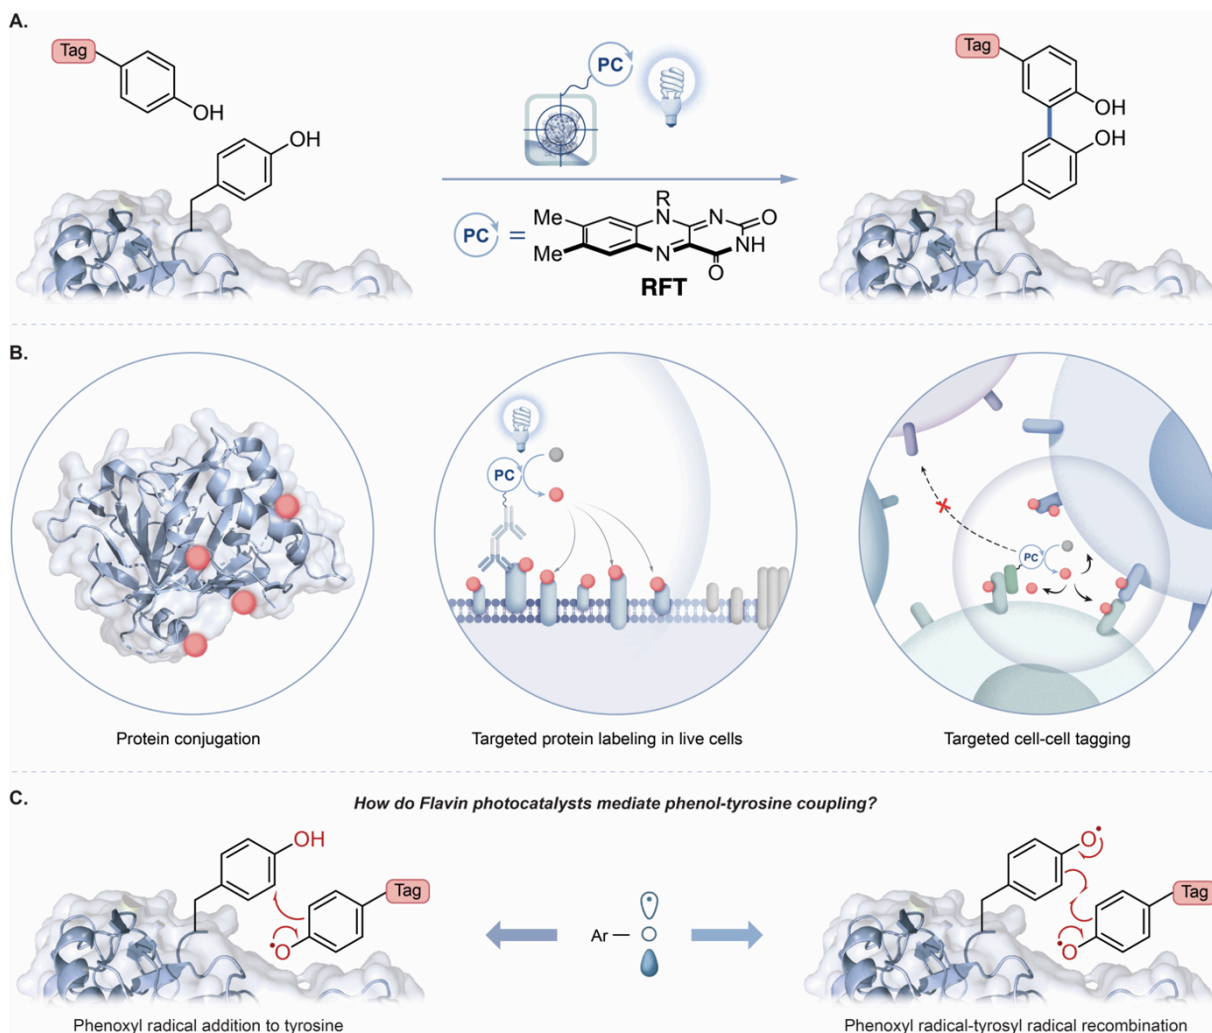 A.
Tag
OH
OH
PC
PC
=
Me
Me
R
N
N
O
NH
N
O
RFT
Tag
OH
OH
B.
PC
PC
Protein conjugation
Targeted protein labeling in live cells
Targeted cell-cell tagging
C.
How do Flavin photocatalysts mediate phenol-tyrosine coupling?
OH
Tag
O
Ar
O
Tag
O
Phenoxyl radical addition to tyrosine
Phenoxyl radical-tyrosyl radical recombination